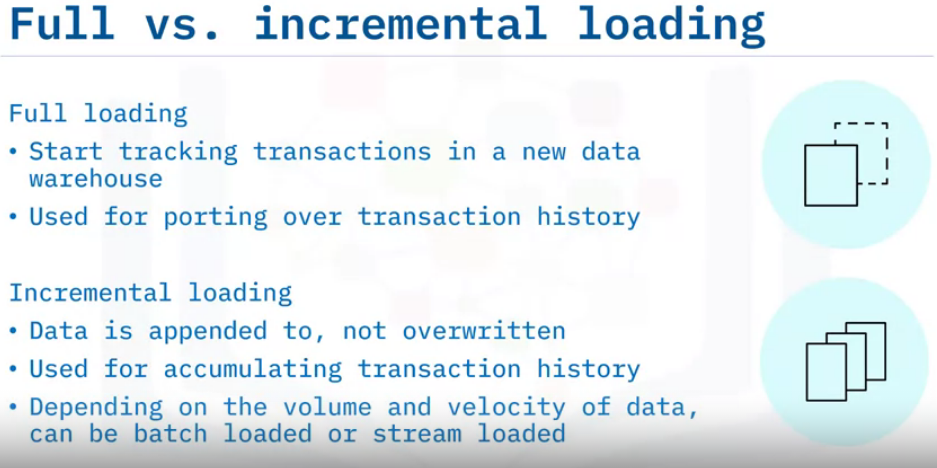 Full vs. incremental loading
Full loading
• Start tracking transactions in a new data
warehouse
• Used for porting over transaction history
Incremental loading
• Data is appended to, not overwritten
• Used for accumulating transaction history
• Depending on the volume and velocity of data,
can be batch loaded or stream loaded